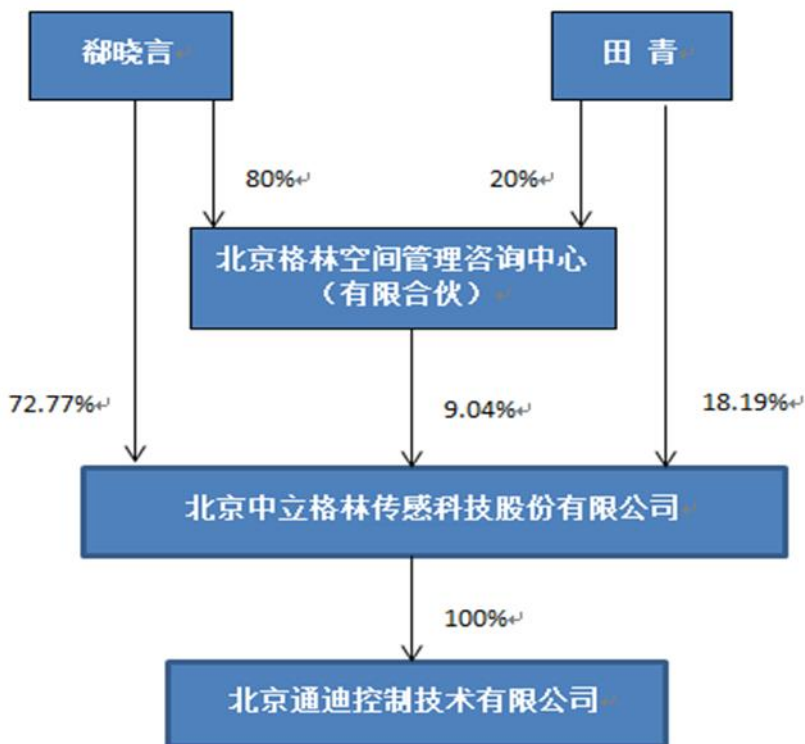 郗晓言
田 青
80%
20%
北京格林空间管理咨询中心
（有限合伙）
72.77%
9.04%
18.19%
北京中立格林传感科技股份有限公司
100%
北京通迪控制技术有限公司